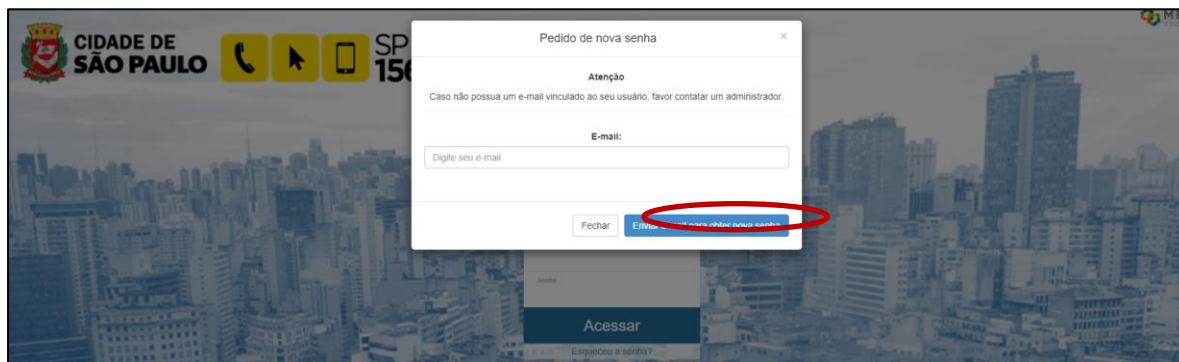 CIDADE DE
SÃO PAULO
SP
156
Pedido de nova senha
×
Atenção
Caso não possua um e-mail vinculado ao seu usuário, favor contatar um administrador.
E-mail:
Digite seu e-mail
Fechar
Enviar e-mail para obter nova senha
Senha
Acessar
Esqueceu a senha?